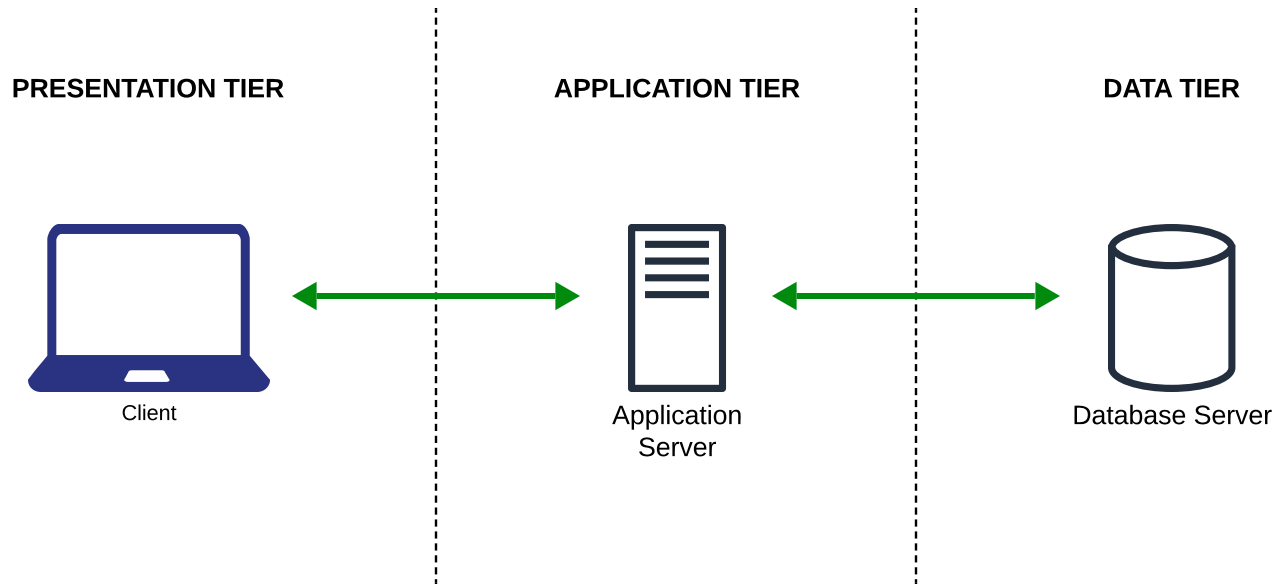 PRESENTATION TIER
APPLICATION TIER
DATA TIER
Client
Application
Server
Database Server